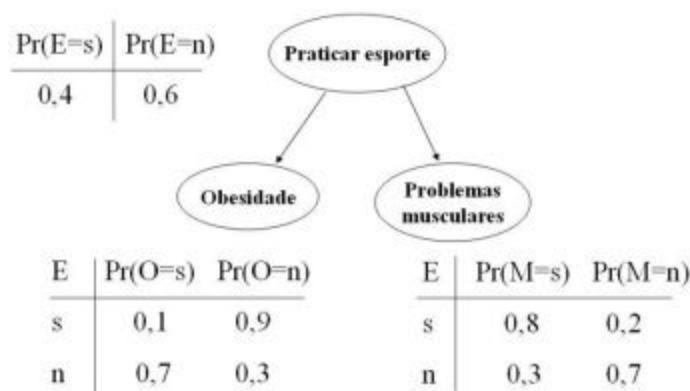 Pr(E=s) Pr(E=n)
0,4 0,6
Praticar esporte
Obesidade
Problemas
musculares
E Pr(O=s) Pr(O=n)
s 0,1 0,9
n 0,7 0,3
E Pr(M=s) Pr(M=n)
s 0,8 0,2
n 0,3 0,7